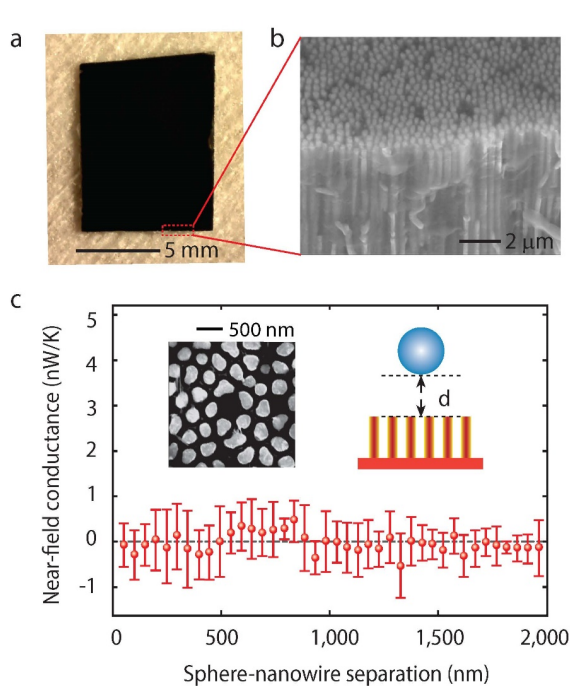 a
b
5 mm
2 μm
c
Near-field conductance (nW/K)
5
4
3
2
1
0
-1
500 nm
d
0
500
1,000
1,500
2,000
Sphere-nanowire separation (nm)